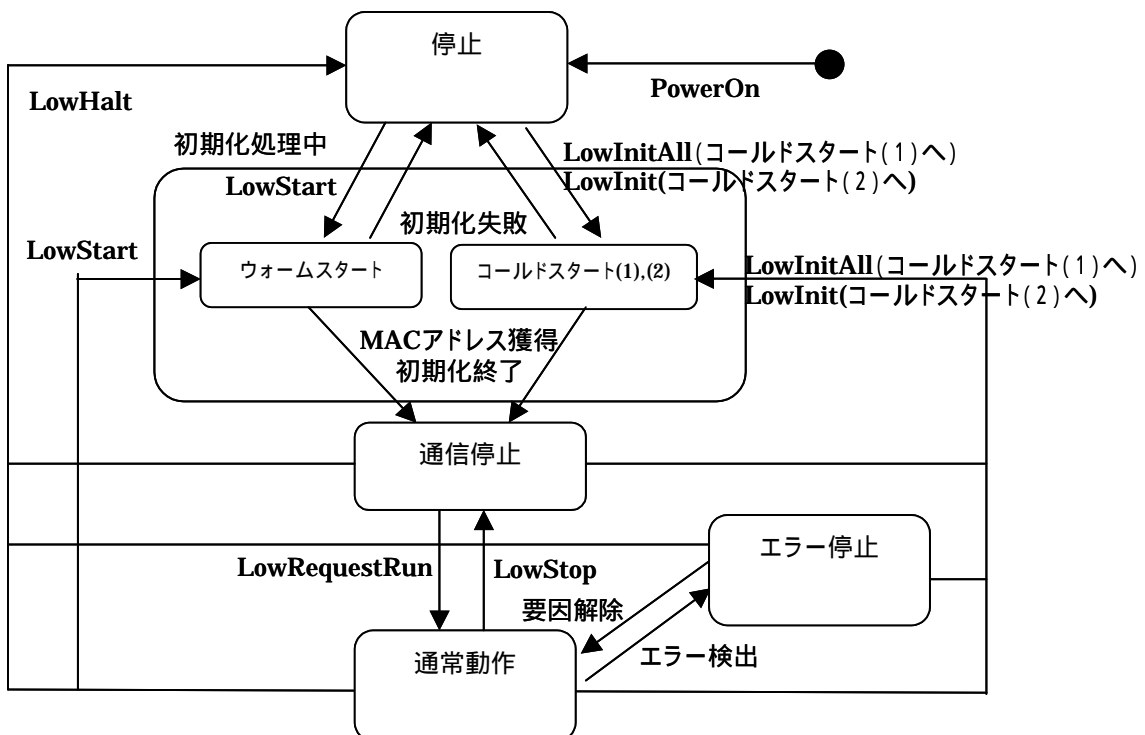 停止
PowerOn
LowHalt
初期化処理中
LowInitAll(コールドスタート(1)へ)
LowInit(コールドスタート(2)へ)
LowStart
初期化失敗
LowStart
ウォームスタート
コールドスタート(1),(2)
LowInitAll(コールドスタート(1)へ)
LowInit(コールドスタート(2)へ)
MACアドレス獲得
初期化終了
通信停止
エラー停止
LowRequestRun
LowStop
要因解除
通常動作
エラー検出